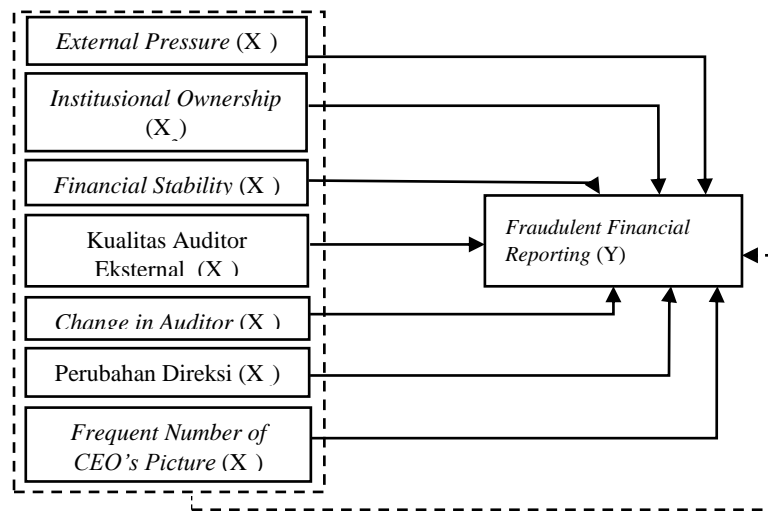 External Pressure (X )
Institusional Ownership
(X2)
Financial Stability (X )
Kualitas Auditor
Eksternal (X )
Change in Auditor (X )
Perubahan Direksi (X )
Frequent Number of
CEO’s Picture (X )
Fraudulent Financial
Reporting (Y)